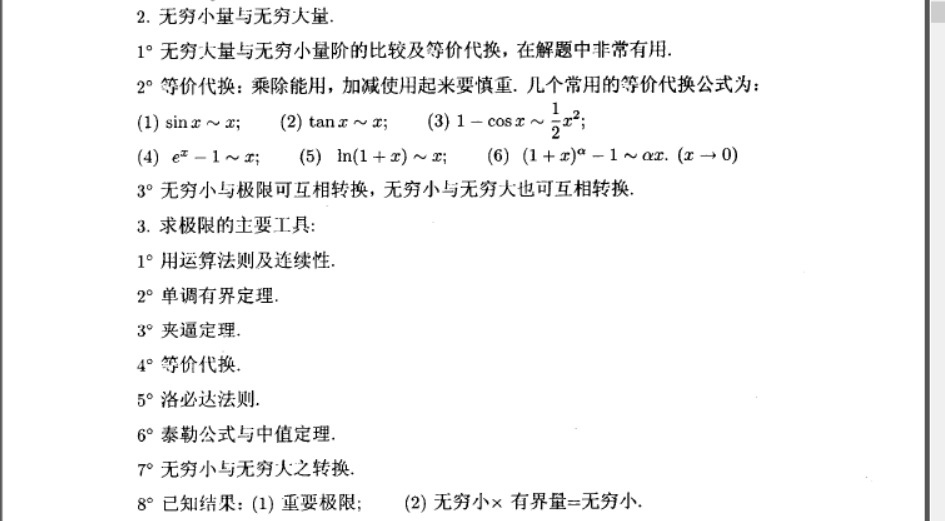 2. 无穷小量与无穷大量.
1° 无穷大量与无穷小量阶的比较及等价代换，在解题中非常有用.
2° 等价代换：乘除能用，加减使用起来要慎重. 几个常用的等价代换公式为：
(1) sin x ~ x; (2) tan x ~ x; (3) 1 − cos x ~ 1/2 x²;
(4) eˣ − 1 ~ x; (5) ln(1 + x) ~ x; (6) (1 + x)^α − 1 ~ αx. (x → 0)
3° 无穷小与极限可互相转换，无穷小与无穷大也可互相转换.
3. 求极限的主要工具:
1° 用运算法则及连续性.
2° 单调有界定理.
3° 夹逼定理.
4° 等价代换.
5° 洛必达法则.
6° 泰勒公式与中值定理.
7° 无穷小与无穷大之转换.
8° 已知结果：(1) 重要极限; (2) 无穷小× 有界量=无穷小.